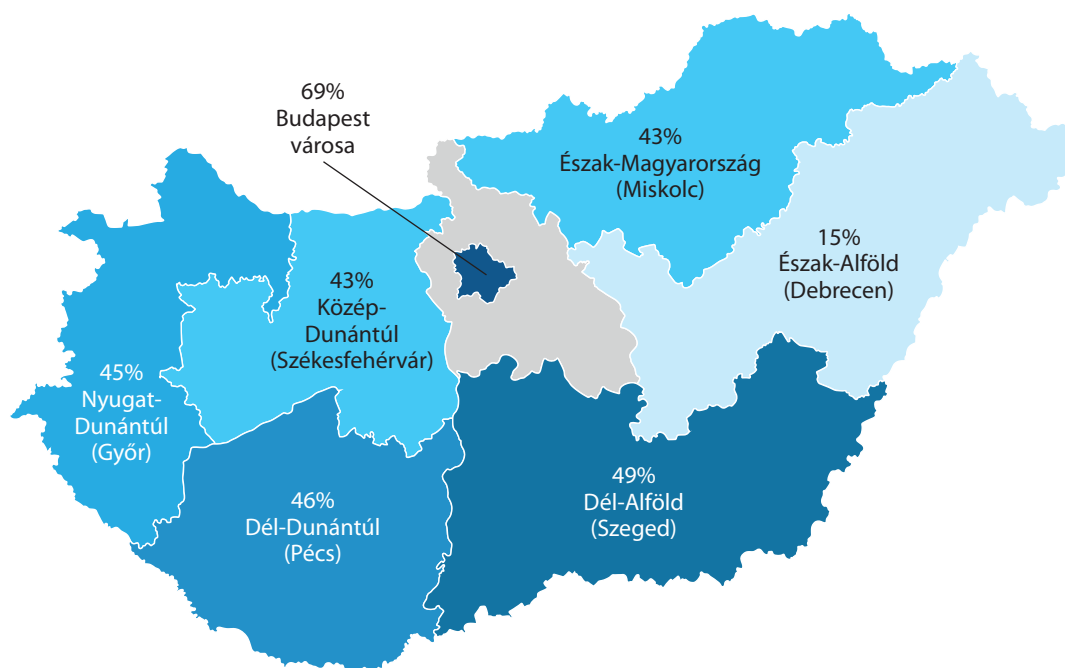 69%
Budapest
városa
43%
Észak-Magyarország
(Miskolc)
15%
Észak-Alföld
(Debrecen)
43%
Közép-
Dunántúl
(Székesfehérvár)
45%
Nyugat-
Dunántúl
(Győr)
46%
Dél-Dunántúl
(Pécs)
49%
Dél-Alföld
(Szeged)